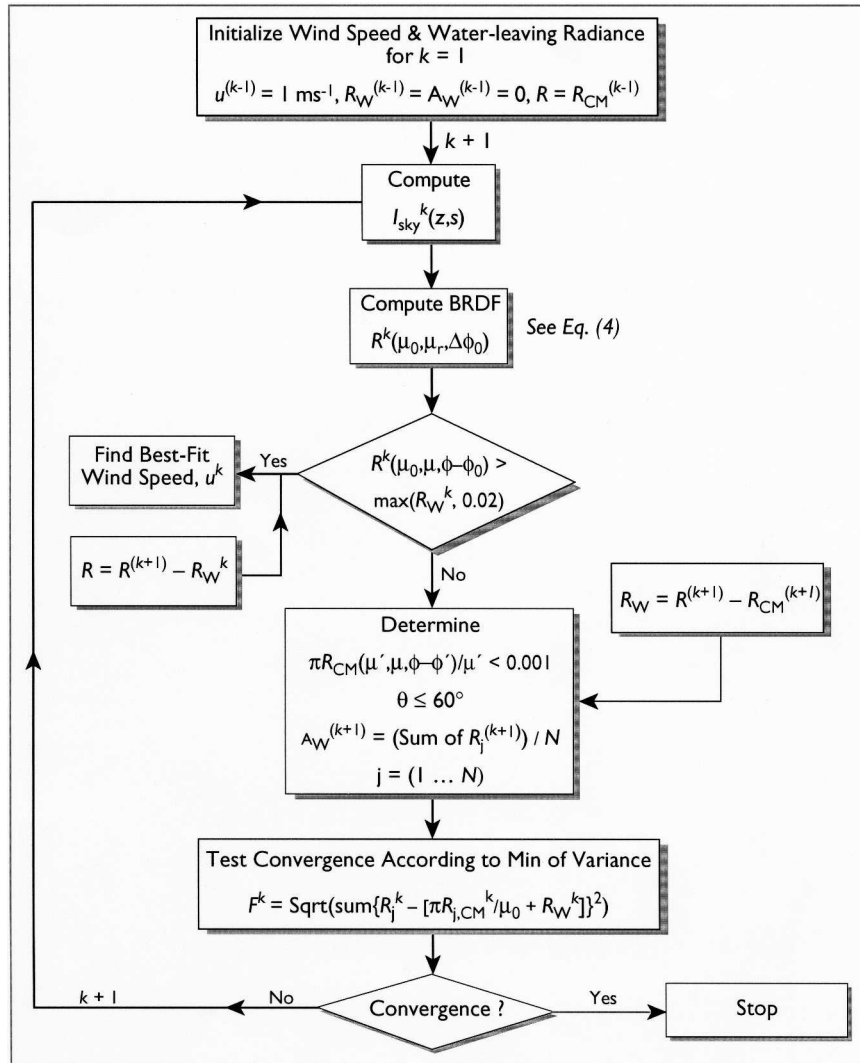 Initialize Wind Speed & Water-leaving Radiance
for k = 1
u^(k-1) = 1 ms^-1, R_W^(k-1) = A_W^(k-1) = 0, R = R_CM^(k-1)
k + 1
Compute
I_sky^k(z,s)
Compute BRDF
R^k(μ_0,μ_r,Δϕ_0)
See Eq. (4)
R^k(μ_0,μ,ϕ–ϕ_0) >
max(R_W^k, 0.02)
Yes
Find Best-Fit
Wind Speed, u^k
R = R^(k+1) – R_W^k
No
R_W = R^(k+1) – R_CM^(k+1)
Determine
πR_CM(μ´,μ,ϕ–ϕ´)/μ´ < 0.001
θ ≤ 60°
A_W^(k+1) = (Sum of R_j^(k+1)) / N
j = (1 … N)
Test Convergence According to Min of Variance
F^k = Sqrt(sum{R_j^k – [πR_j,CM^k/μ_0 + R_W^k]}^2)
Convergence ?
No
k + 1
Yes
Stop